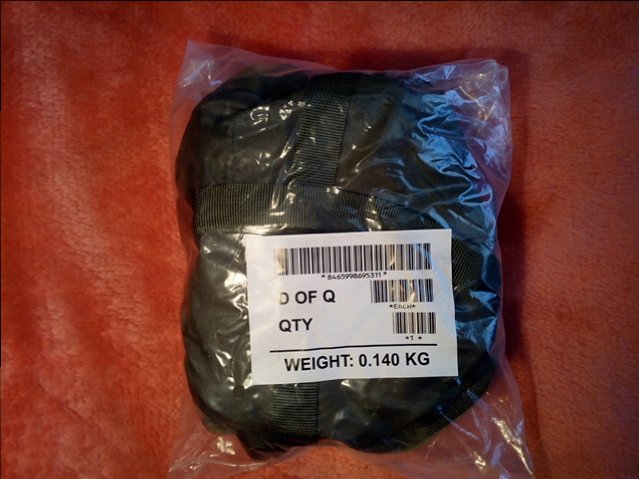 *8465998695311*
D OF Q
*EACH*
QTY
*1 *
WEIGHT: 0.140 KG